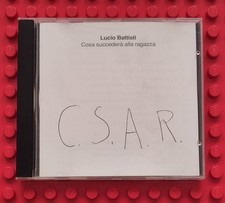 Lucio Battisti
Cosa succederà alla ragazza
C. S. A. R.